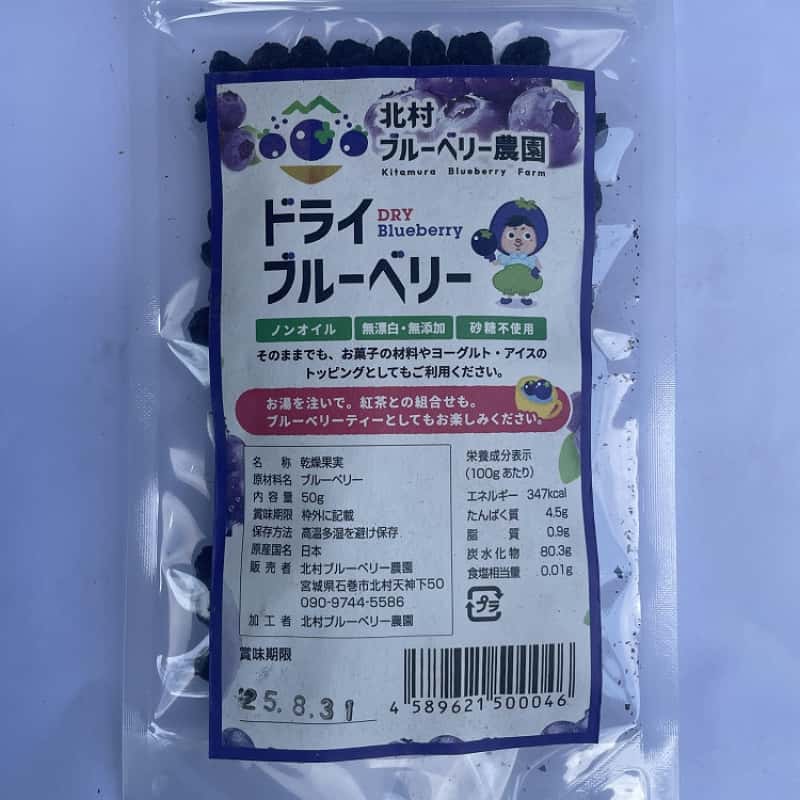 北村
ブルーベリー農園
Kitamura Blueberry Farm
ドライ DRY Blueberry
ブルーベリー
ノンオイル 無漂白・無添加 砂糖不使用
そのままでも、お菓子の材料やヨーグルト・アイスの
トッピングとしてもご利用ください。
お湯を注いで。紅茶との組合せも。
ブルーベリーティーとしてもお楽しみください。
名称 乾燥果実
原材料名 ブルーベリー
内容量 50g
賞味期限 枠外に記載
保存方法 高温多湿を避け保存
原産国名 日本
販売者 北村ブルーベリー農園
宮城県石巻市北村天神下50
090-9744-5586
加工者 北村ブルーベリー農園
栄養成分表示
(100gあたり)
エネルギー 347kcal
たんぱく質 4.5g
脂質 0.9g
炭水化物 80.3g
食塩相当量 0.01g
プラ
賞味期限
25.8.31
4 589621 500046